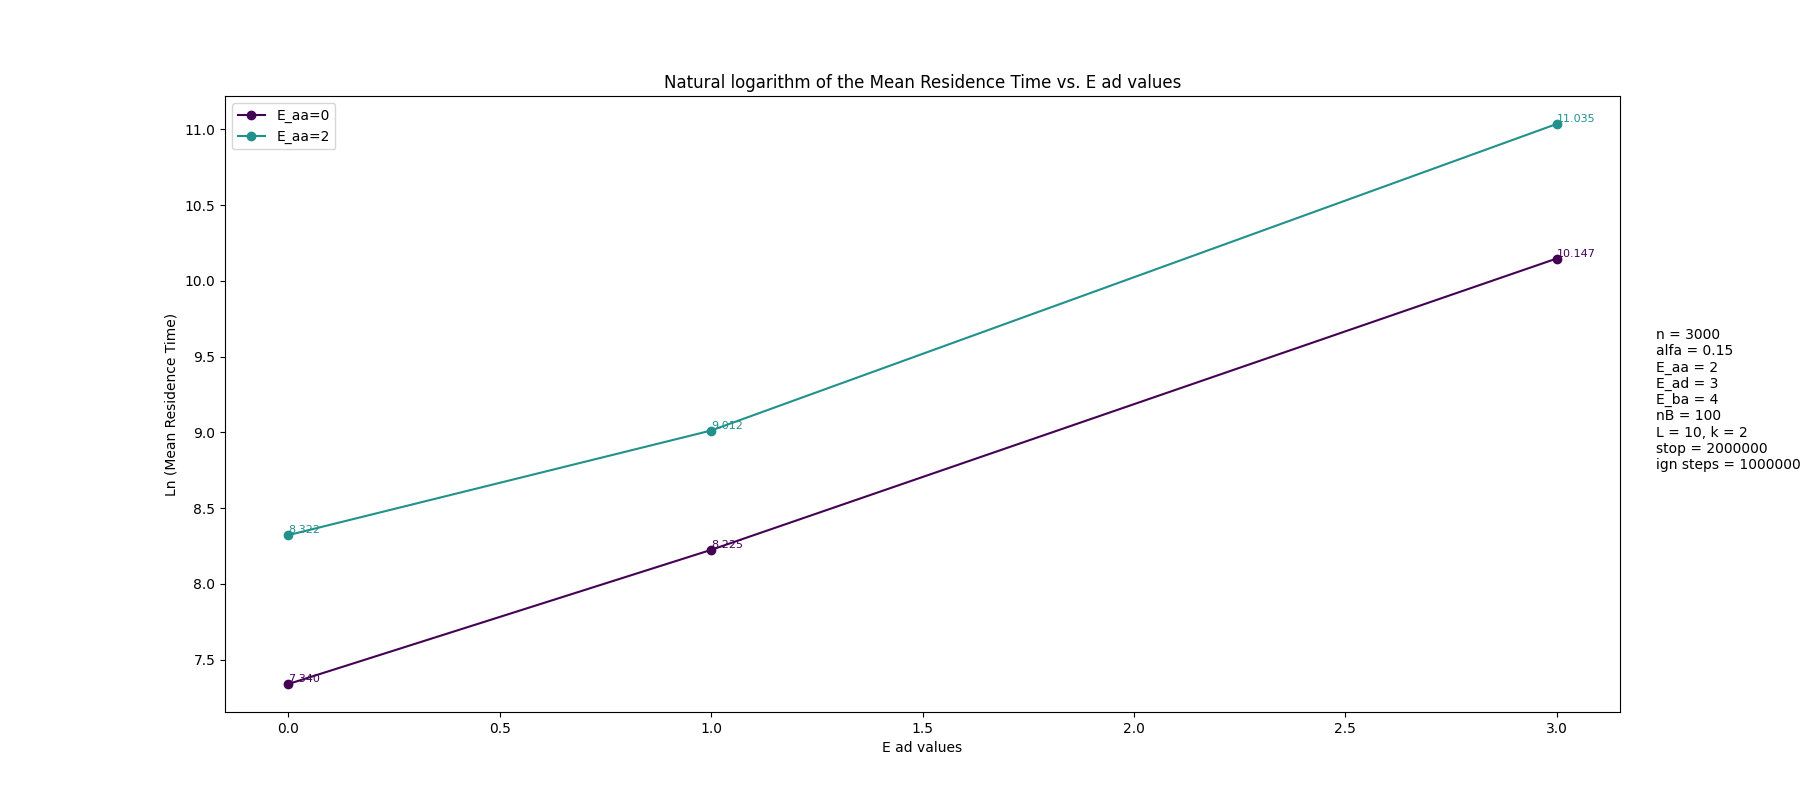 Natural logarithm of the Mean Residence Time vs. E ad values
E_aa=0
E_aa=2
11.0
10.5
10.0
9.5
9.0
8.5
8.0
7.5
Ln (Mean Residence Time)
11.035
10.147
9.012
8.322
8.225
7.340
0.0
0.5
1.0
1.5
2.0
2.5
3.0
E ad values
n = 3000
alfa = 0.15
E_aa = 2
E_ad = 3
E_ba = 4
nB = 100
L = 10, k = 2
stop = 2000000
ign steps = 1000000